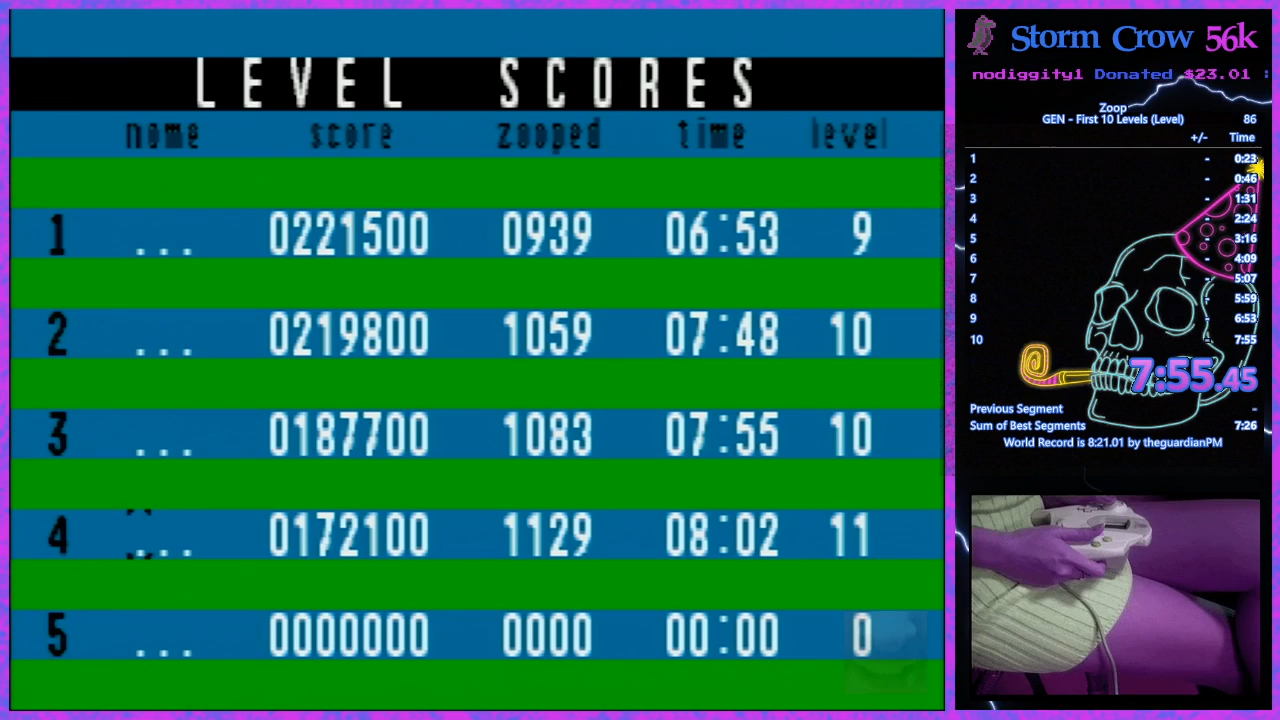 LEVEL SCORES
name score zooped time level
1 ... 0221500 0939 06:53 9
2 ... 0219800 1059 07:48 10
3 ... 0187700 1083 07:55 10
4 ... 0172100 1129 08:02 11
5 ... 0000000 0000 00:00 0
Storm Crow 56k
nodiggity1 Donated $23.01 :
Zoop
GEN - First 10 Levels (Level) 86
+/- Time
1 - 0:23
2 - 0:46
3 - 1:31
4 - 2:24
5 - 3:16
6 - 4:09
7 - 5:07
8 - 5:59
9 - 6:53
10 - 7:55
7:55.45
Previous Segment -
Sum of Best Segments 7:26
World Record is 8:21.01 by theguardianPM